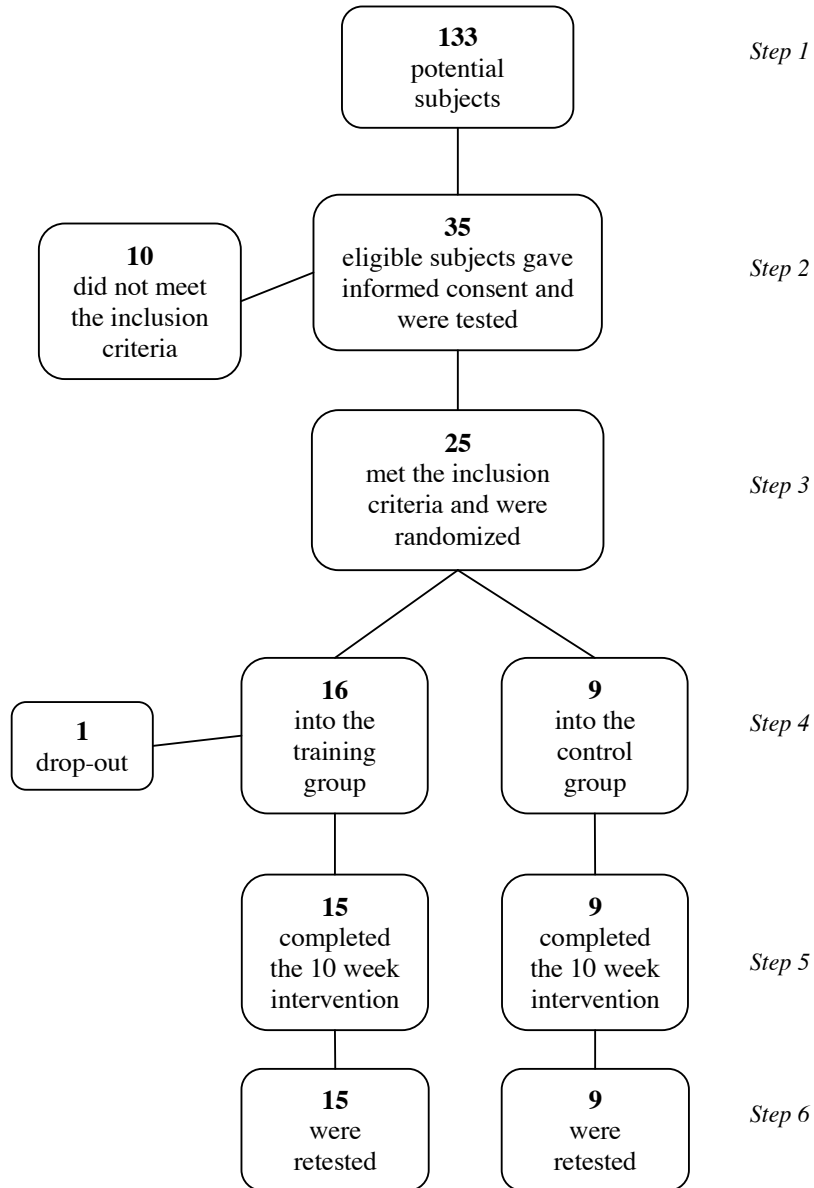 133
potential
subjects
Step 1
10
did not meet
the inclusion
criteria
35
eligible subjects gave
informed consent and
were tested
Step 2
25
met the inclusion
criteria and were
randomized
Step 3
1
drop-out
16
into the
training
group
9
into the
control
group
Step 4
15
completed
the 10 week
intervention
9
completed
the 10 week
intervention
Step 5
15
were
retested
9
were
retested
Step 6